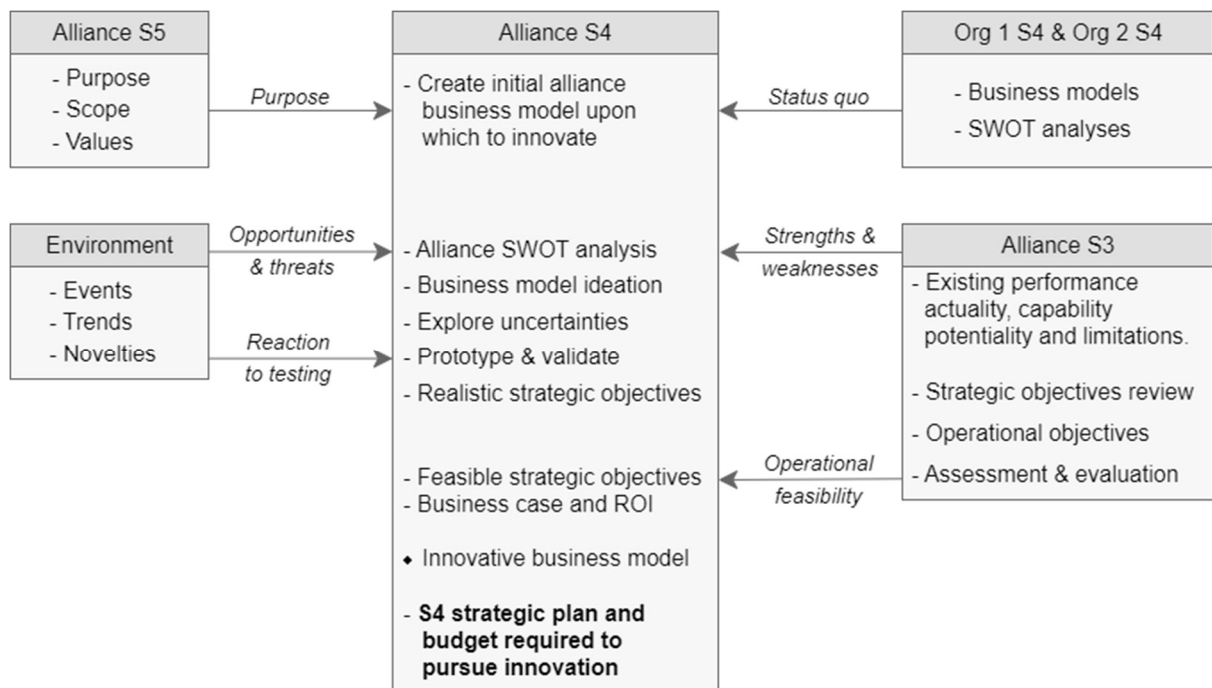 Alliance S5
- Purpose
- Scope
- Values
Purpose
Alliance S4
- Create initial alliance
business model upon
which to innovate
Status quo
Org 1 S4 & Org 2 S4
- Business models
- SWOT analyses
Environment
- Events
- Trends
- Novelties
Opportunities
& threats
Reaction
to testing
- Alliance SWOT analysis
- Business model ideation
- Explore uncertainties
- Prototype & validate
- Realistic strategic objectives
Strengths &
weaknesses
Alliance S3
- Existing performance
actuality, capability
potentiality and limitations.
- Strategic objectives review
- Operational objectives
- Assessment & evaluation
Operational
feasibility
- Feasible strategic objectives
- Business case and ROI
◆ Innovative business model
- S4 strategic plan and
budget required to
pursue innovation